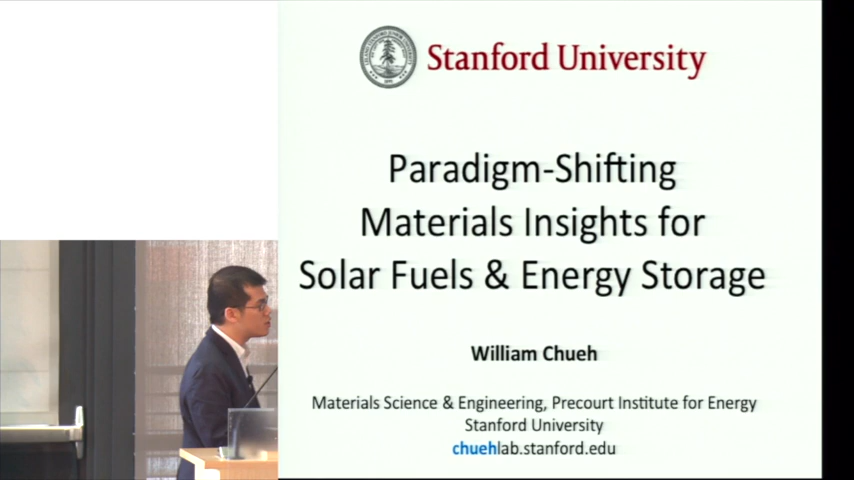 Stanford University
Paradigm-Shifting
Materials Insights for
Solar Fuels & Energy Storage
William Chueh
Materials Science & Engineering, Precourt Institute for Energy
Stanford University
chuehlab.stanford.edu